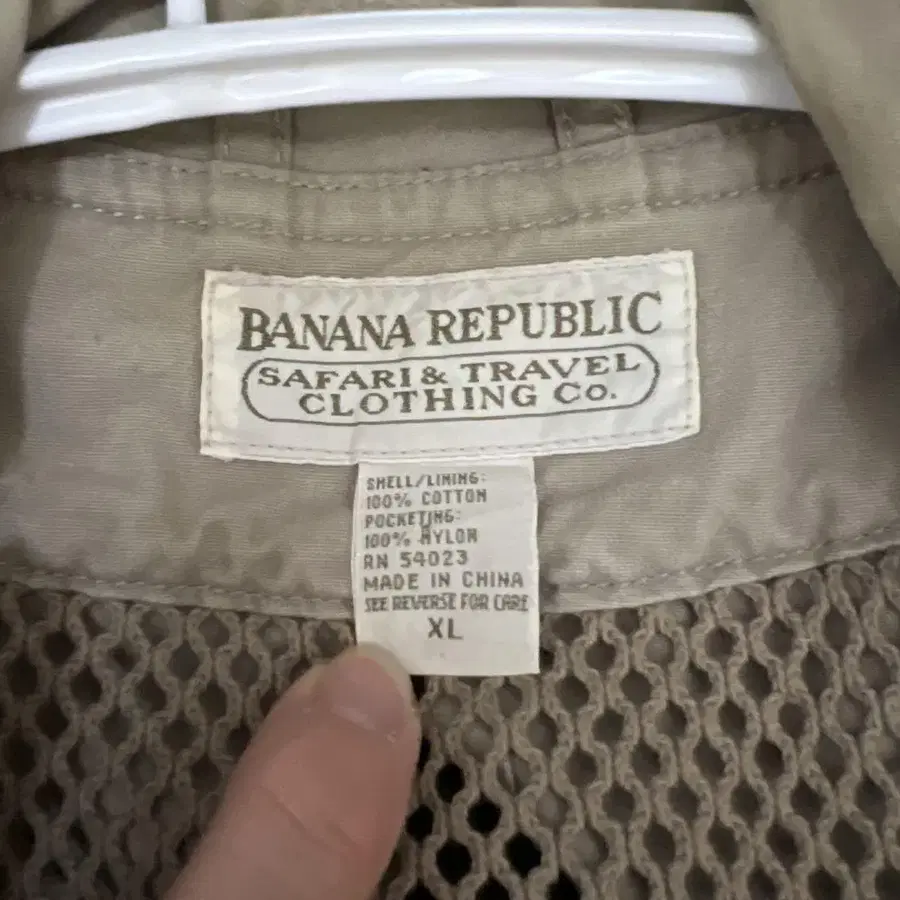 BANANA REPUBLIC
SAFARI & TRAVEL
CLOTHING CO.
SHELL/LINING:
100% COTTON
POCKETING:
100% NYLON
RN 54023
MADE IN CHINA
SEE REVERSE FOR CARE
XL